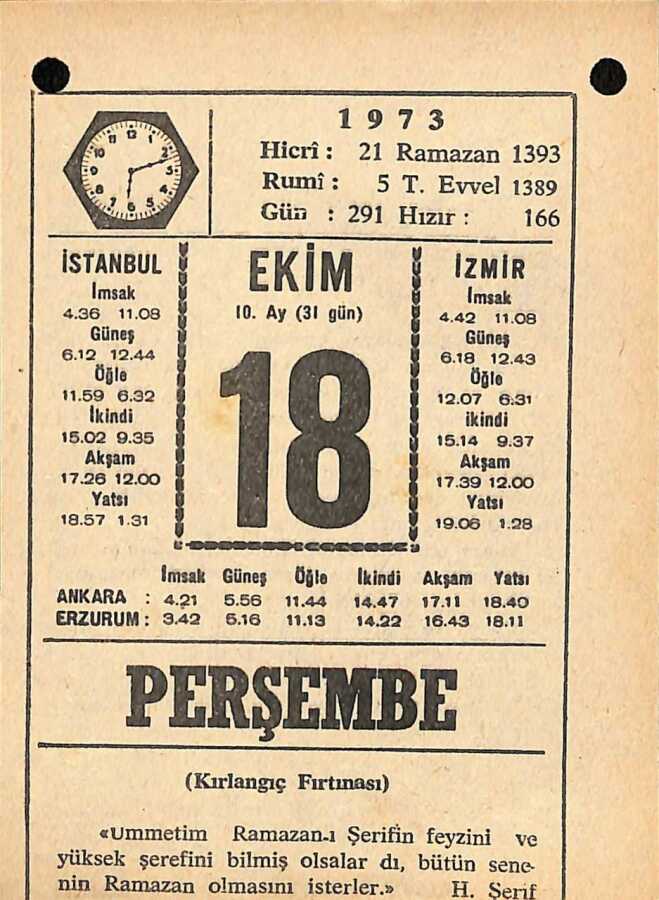 1973
Hicrî : 21 Ramazan 1393
Rumî : 5 T. Evvel 1389
Gün : 291 Hızır : 166
İSTANBUL
İmsak
4.36 11.08
Güneş
6.12 12.44
Öğle
11.59 6.32
İkindi
15.02 9.35
Akşam
17.26 12.00
Yatsı
18.57 1.31
EKİM
10. Ay (31 gün)
18
İZMİR
İmsak
4.42 11.08
Güneş
6.18 12.43
Öğle
12.07 6.31
ikindi
15.14 9.37
Akşam
17.39 12.00
Yatsı
19.06 1.28
İmsak Güneş Öğle İkindi Akşam Yatsı
ANKARA : 4.21 5.56 11.44 14.47 17.11 18.40
ERZURUM : 3.42 5.16 11.13 14.22 16.43 18.11
PERŞEMBE
(Kırlangıç Fırtınası)
«Ummetim Ramazan-ı Şerifin feyzini ve
yüksek şerefini bilmiş olsalar dı, bütün sene-
nin Ramazan olmasını isterler.» H. Şerif